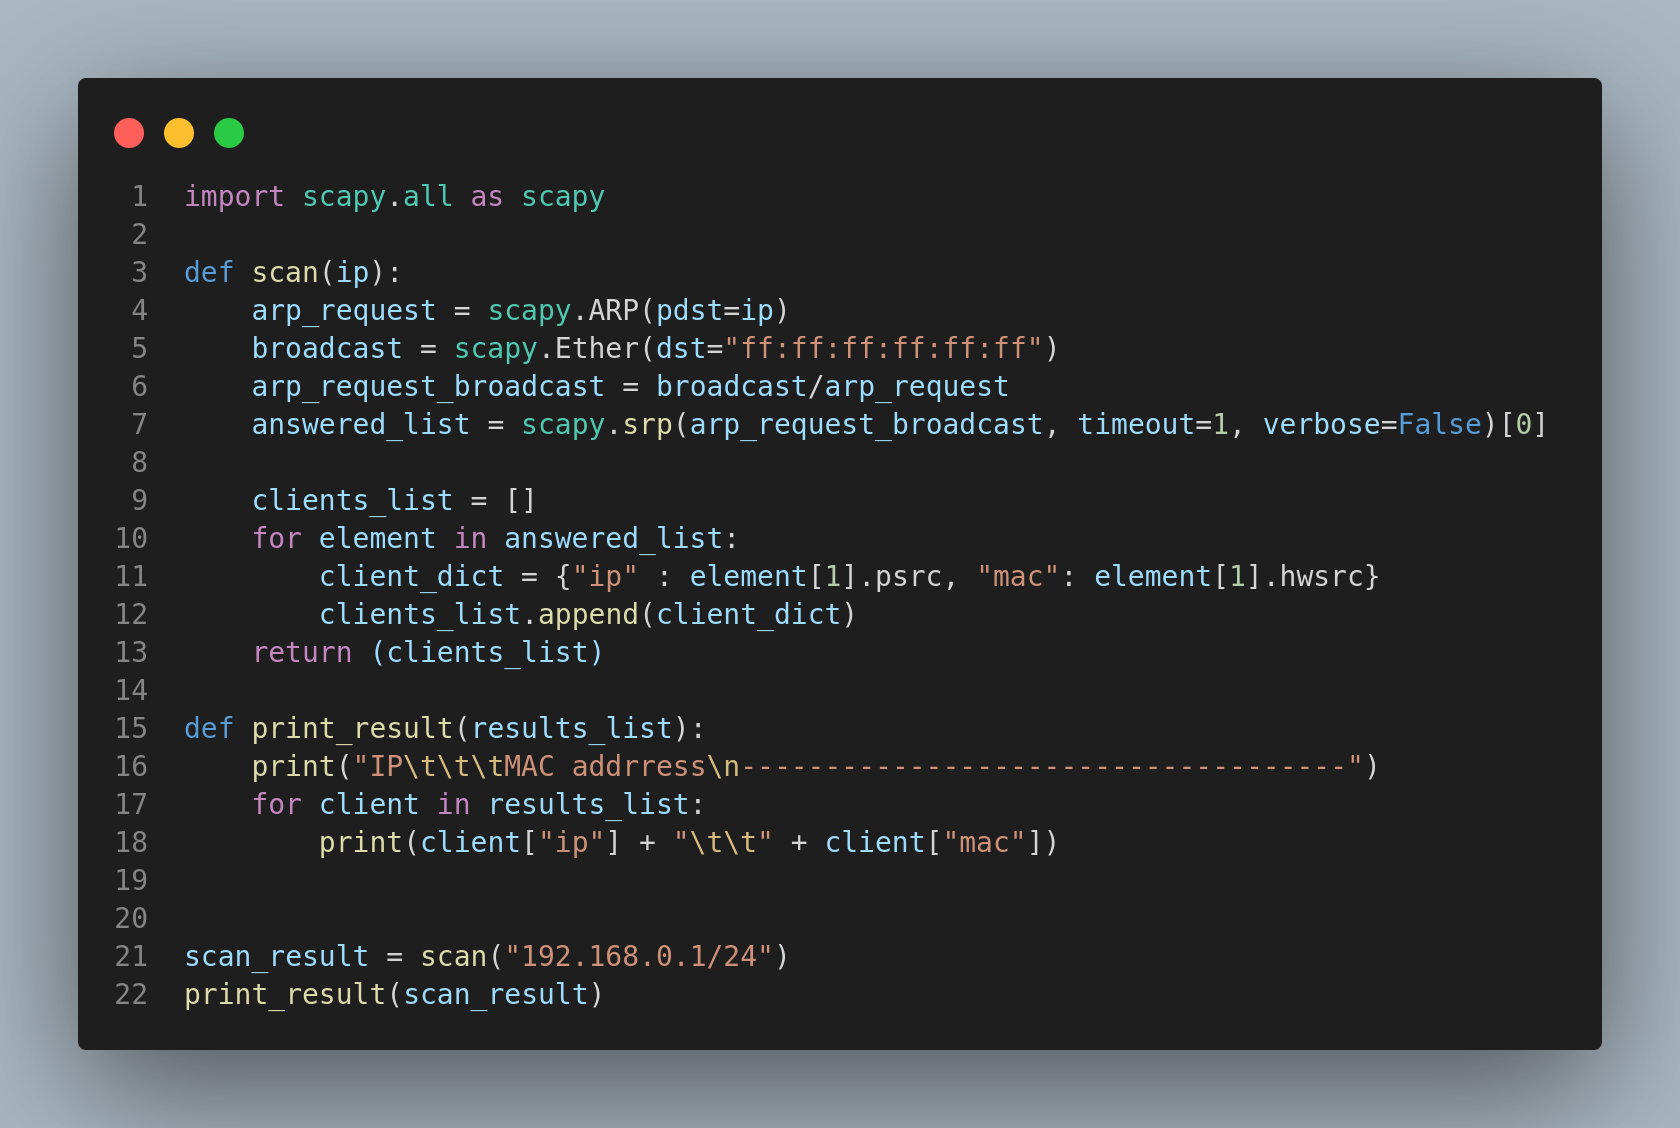 1 import scapy.all as scapy
2
3 def scan(ip):
4     arp_request = scapy.ARP(pdst=ip)
5     broadcast = scapy.Ether(dst="ff:ff:ff:ff:ff:ff")
6     arp_request_broadcast = broadcast/arp_request
7     answered_list = scapy.srp(arp_request_broadcast, timeout=1, verbose=False)[0]
8
9     clients_list = []
10     for element in answered_list:
11         client_dict = {"ip" : element[1].psrc, "mac": element[1].hwsrc}
12         clients_list.append(client_dict)
13     return (clients_list)
14
15 def print_result(results_list):
16     print("IP\t\t\tMAC addrress\n------------------------------------")
17     for client in results_list:
18         print(client["ip"] + "\t\t" + client["mac"])
19
20
21 scan_result = scan("192.168.0.1/24")
22 print_result(scan_result)